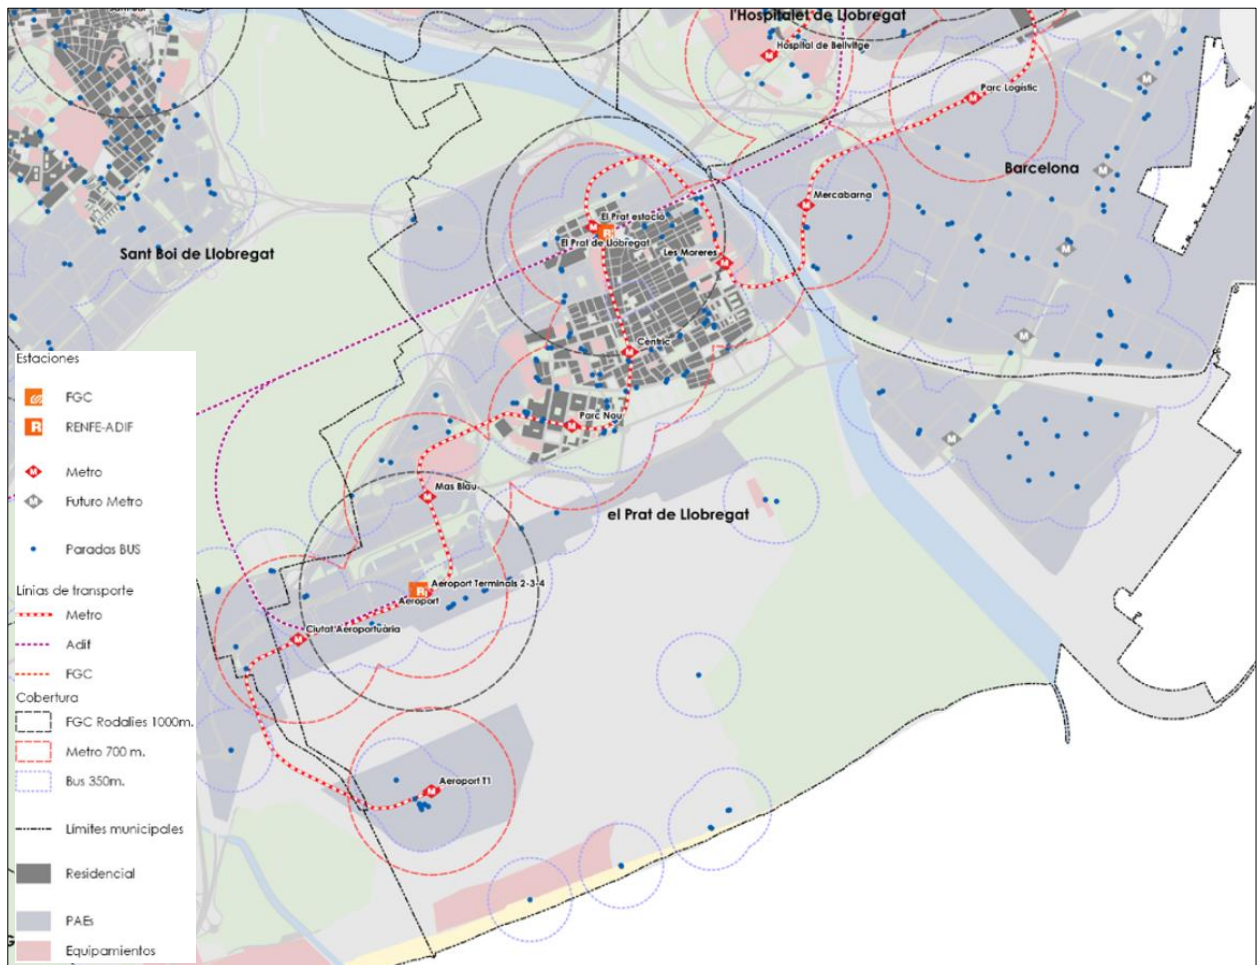 l'Hospitalet de Llobregat
Hospital de Bellvitge
Parc Logístic
Barcelona
Mercabarna
El Prat estació
El Prat de Llobregat
Les Moreres
Sant Boi de Llobregat
Cèntric
Parc Nou
Mas Blau
el Prat de Llobregat
Aeroport Terminals 2-3-4
Aeroport
Ciutat Aeroportuària
Aeroport T1
Estaciones
FGC
R RENFE-ADIF
M Metro
M Futuro Metro
Paradas BUS
Línias de transporte
Metro
Adif
FGC
Cobertura
FGC Rodalies 1000m.
Metro 700 m.
Bus 350m.
Límites municipales
Residencial
PAEs
Equipamientos